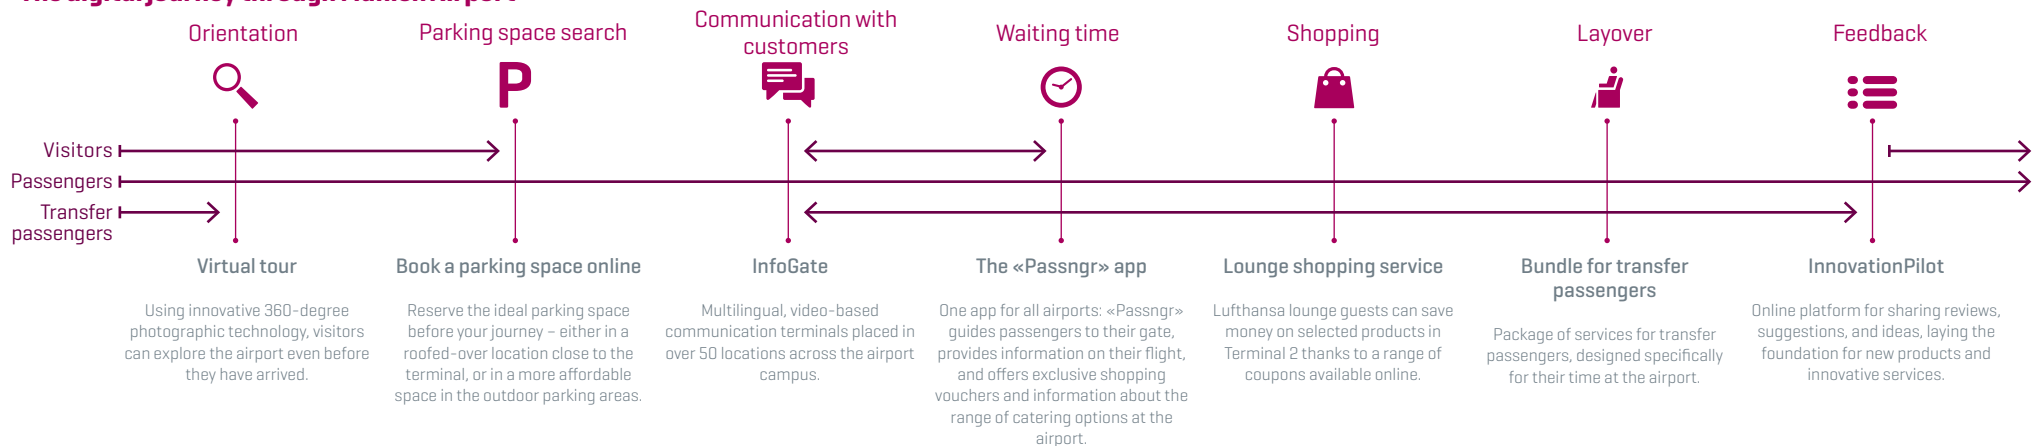 The digital journey through Munich Airport
Orientation
Parking space search
Communication with
customers
Waiting time
Shopping
Layover
Feedback
P
Visitors
Passengers
Transfer
passengers
Virtual tour
Using innovative 360-degree
photographic technology, visitors
can explore the airport even before
they have arrived.
Book a parking space online
Reserve the ideal parking space
before your journey – either in a
roofed-over location close to the
terminal, or in a more affordable
space in the outdoor parking areas.
InfoGate
Multilingual, video-based
communication terminals placed in
over 50 locations across the airport
campus.
The «Passngr» app
One app for all airports: «Passngr»
guides passengers to their gate,
provides information on their flight,
and offers exclusive shopping
vouchers and information about the
range of catering options at the
airport.
Lounge shopping service
Lufthansa lounge guests can save
money on selected products in
Terminal 2 thanks to a range of
coupons available online.
Bundle for transfer
passengers
Package of services for transfer
passengers, designed specifically
for their time at the airport.
InnovationPilot
Online platform for sharing reviews,
suggestions, and ideas, laying the
foundation for new products and
innovative services.